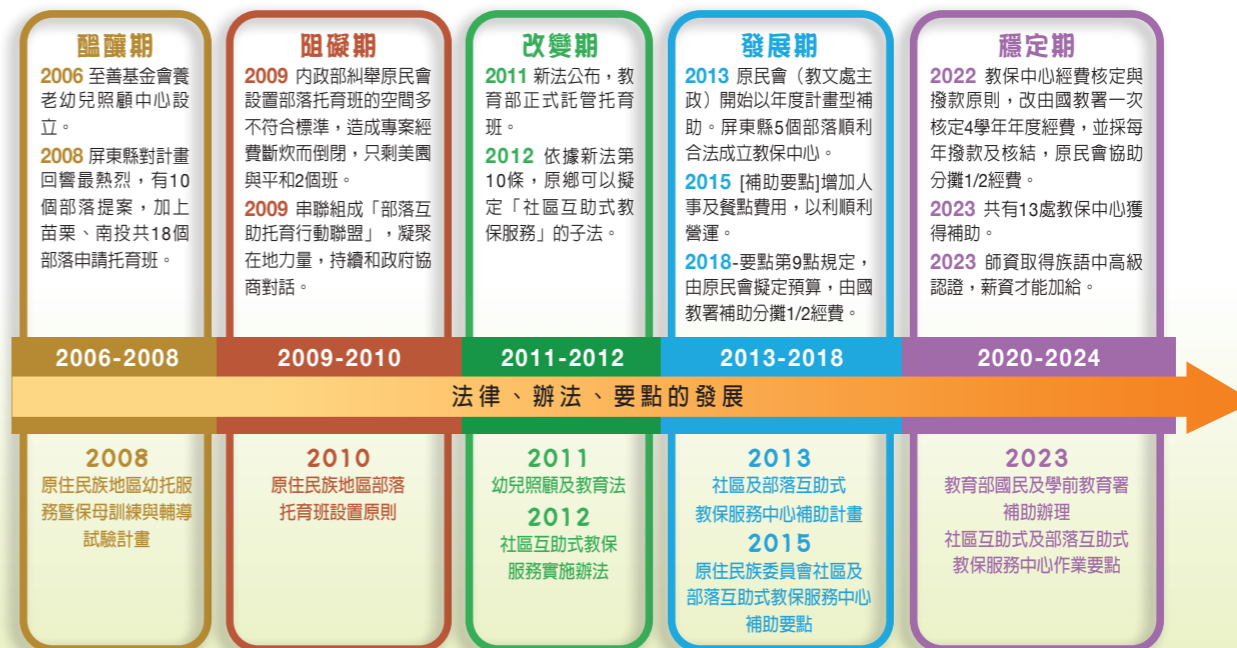 醞釀期
2006 至善基金會養
老幼兒照顧中心設
立。
2008 屏東縣對計畫
回響最熱烈，有10
個部落提案，加上
苗栗、南投共18個
部落申請托育班。
阻礙期
2009 內政部糾舉原民會
設置部落托育班的空間多
不符合標準，造成專案經
費斷炊而倒閉，只剩美園
與平和2個班。
2009 串聯組成「部落互
助托育行動聯盟」，凝聚
在地力量，持續和政府協
商對話。
改變期
2011 新法公布，教
育部正式託管托育
班。
2012 依據新法第
10條，原鄉可以擬
定「社區互助式教
保服務」的子法。
發展期
2013 原民會（教文處主
政）開始以年度計畫型補
助。屏東縣5個部落順利
合法成立教保中心。
2015 [補助要點]增加人
事及餐點費用，以利順利
營運。
2018-要點第9點規定，
由原民會擬定預算，由國
教署補助分攤1/2經費。
穩定期
2022 教保中心經費核定與
撥款原則，改由國教署一次
核定4學年年度經費，並採每
年撥款及核結，原民會協助
分攤1/2經費。
2023 共有13處教保中心獲
得補助。
2023 師資取得族語中高級
認證，薪資才能加給。
2006-2008
2009-2010
2011-2012
2013-2018
2020-2024
法律、辦法、要點的發展
2008
原住民族地區幼托服
務暨保母訓練與輔導
試驗計畫
2010
原住民族地區部落
托育班設置原則
2011
幼兒照顧及教育法
2012
社區互助式教保
服務實施辦法
2013
社區及部落互助式
教保服務中心補助計畫
2015
原住民族委員會社區及
部落互助式教保服務中心
補助要點
2023
教育部國民及學前教育署
補助辦理
社區互助式及部落互助式
教保服務中心作業要點